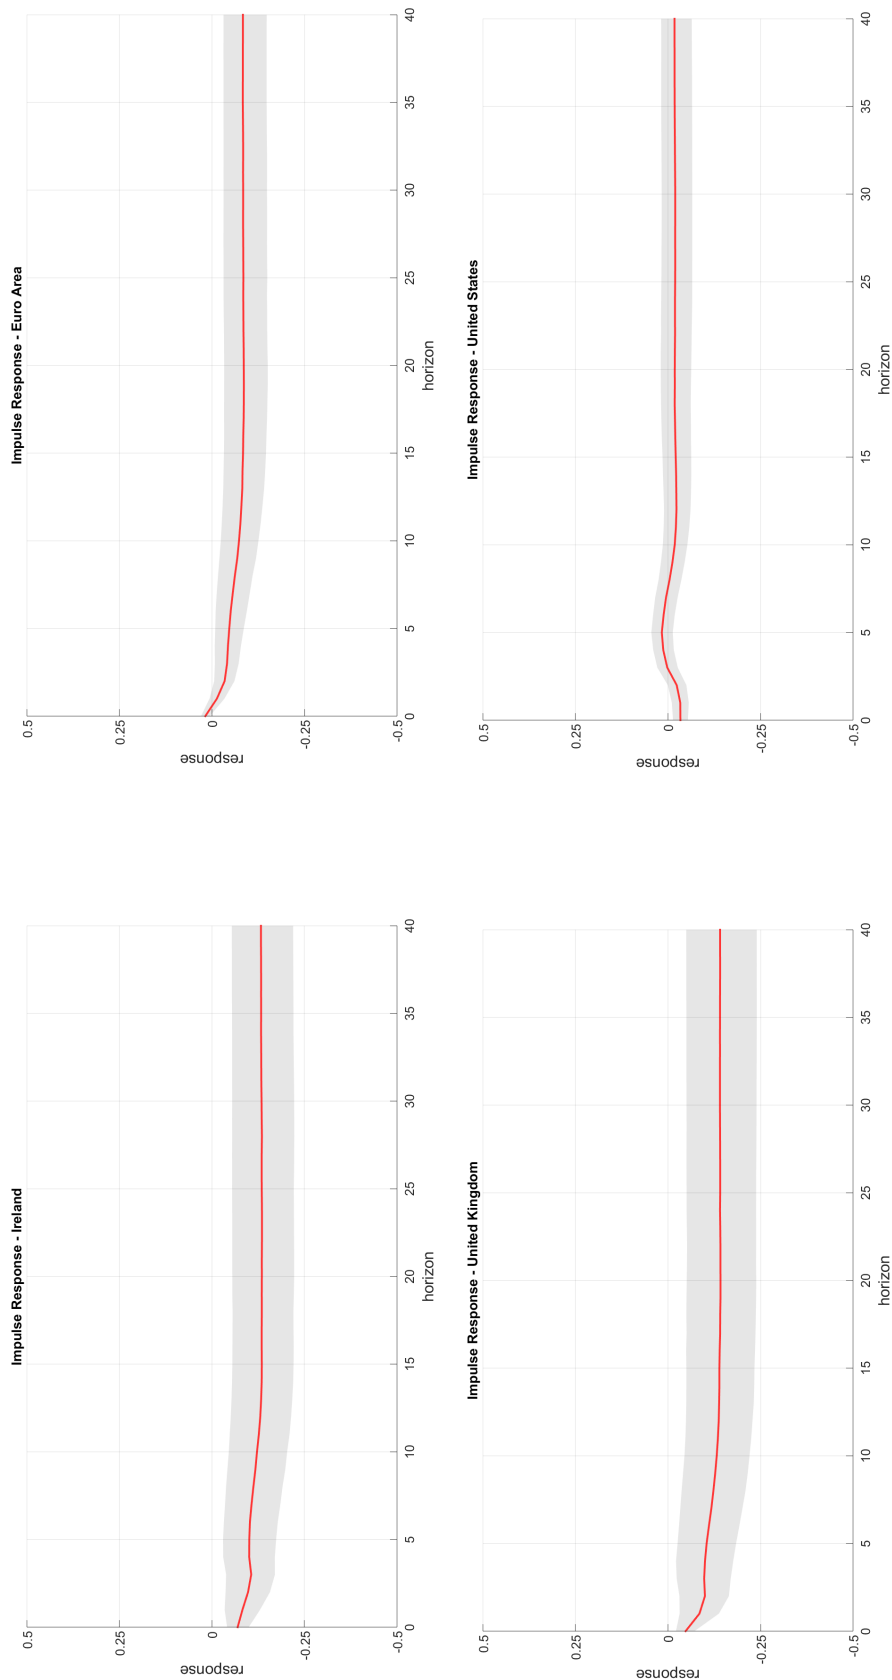 Impulse Response - Ireland
0.5
0.25
0
-0.25
-0.5
response
0 5 10 15 20 25 30 35 40
horizon
Impulse Response - Euro Area
0.5
0.25
0
-0.25
-0.5
response
0 5 10 15 20 25 30 35 40
horizon
Impulse Response - United Kingdom
0.5
0.25
0
-0.25
-0.5
response
0 5 10 15 20 25 30 35 40
horizon
Impulse Response - United States
0.5
0.25
0
-0.25
-0.5
response
0 5 10 15 20 25 30 35 40
horizon